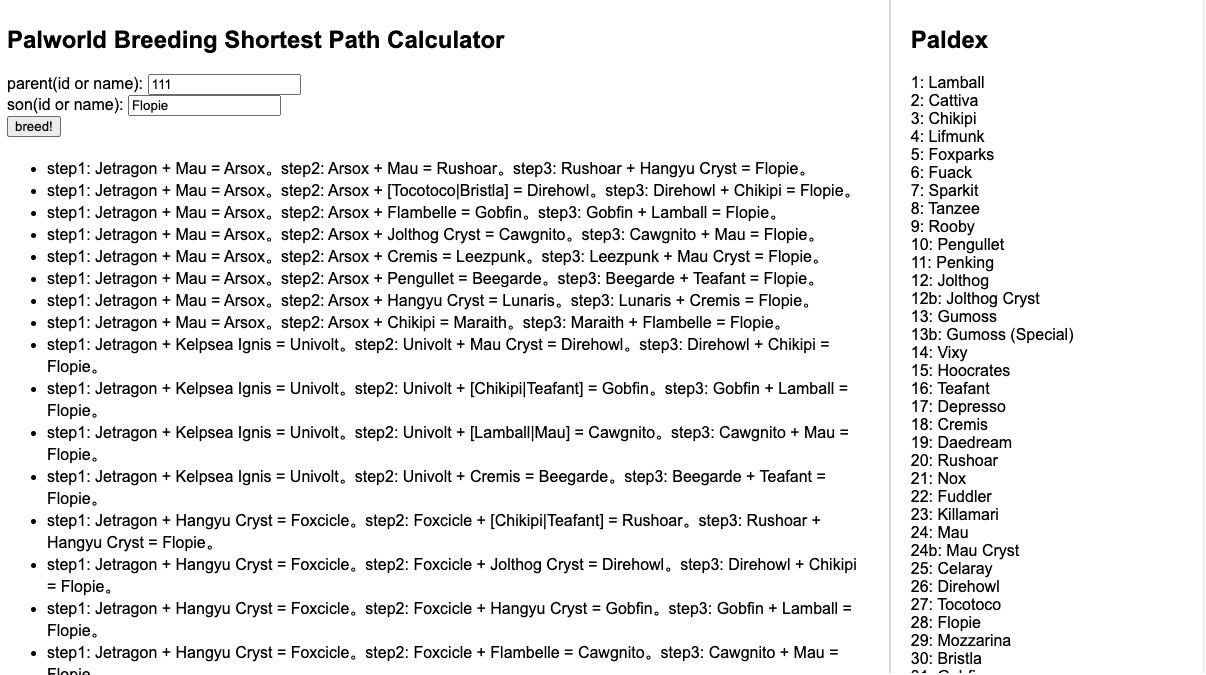 Palworld Breeding Shortest Path Calculator
parent(id or name): 111
son(id or name): Flopie
breed!
• step1: Jetragon + Mau = Arsox。step2: Arsox + Mau = Rushoar。step3: Rushoar + Hangyu Cryst = Flopie。
• step1: Jetragon + Mau = Arsox。step2: Arsox + [Tocotoco|Bristla] = Direhowl。step3: Direhowl + Chikipi = Flopie。
• step1: Jetragon + Mau = Arsox。step2: Arsox + Flambelle = Gobfin。step3: Gobfin + Lamball = Flopie。
• step1: Jetragon + Mau = Arsox。step2: Arsox + Jolthog Cryst = Cawgnito。step3: Cawgnito + Mau = Flopie。
• step1: Jetragon + Mau = Arsox。step2: Arsox + Cremis = Leezpunk。step3: Leezpunk + Mau Cryst = Flopie。
• step1: Jetragon + Mau = Arsox。step2: Arsox + Pengullet = Beegarde。step3: Beegarde + Teafant = Flopie。
• step1: Jetragon + Mau = Arsox。step2: Arsox + Hangyu Cryst = Lunaris。step3: Lunaris + Cremis = Flopie。
• step1: Jetragon + Mau = Arsox。step2: Arsox + Chikipi = Maraith。step3: Maraith + Flambelle = Flopie。
• step1: Jetragon + Kelpsea Ignis = Univolt。step2: Univolt + Mau Cryst = Direhowl。step3: Direhowl + Chikipi =
Flopie。
• step1: Jetragon + Kelpsea Ignis = Univolt。step2: Univolt + [Chikipi|Teafant] = Gobfin。step3: Gobfin + Lamball =
Flopie。
• step1: Jetragon + Kelpsea Ignis = Univolt。step2: Univolt + [Lamball|Mau] = Cawgnito。step3: Cawgnito + Mau =
Flopie。
• step1: Jetragon + Kelpsea Ignis = Univolt。step2: Univolt + Cremis = Beegarde。step3: Beegarde + Teafant =
Flopie。
• step1: Jetragon + Hangyu Cryst = Foxcicle。step2: Foxcicle + [Chikipi|Teafant] = Rushoar。step3: Rushoar +
Hangyu Cryst = Flopie。
• step1: Jetragon + Hangyu Cryst = Foxcicle。step2: Foxcicle + Jolthog Cryst = Direhowl。step3: Direhowl + Chikipi
= Flopie。
• step1: Jetragon + Hangyu Cryst = Foxcicle。step2: Foxcicle + Hangyu Cryst = Gobfin。step3: Gobfin + Lamball =
Flopie。
• step1: Jetragon + Hangyu Cryst = Foxcicle。step2: Foxcicle + Flambelle = Cawgnito。step3: Cawgnito + Mau =
Flopie
Paldex
1: Lamball
2: Cattiva
3: Chikipi
4: Lifmunk
5: Foxparks
6: Fuack
7: Sparkit
8: Tanzee
9: Rooby
10: Pengullet
11: Penking
12: Jolthog
12b: Jolthog Cryst
13: Gumoss
13b: Gumoss (Special)
14: Vixy
15: Hoocrates
16: Teafant
17: Depresso
18: Cremis
19: Daedream
20: Rushoar
21: Nox
22: Fuddler
23: Killamari
24: Mau
24b: Mau Cryst
25: Celaray
26: Direhowl
27: Tocotoco
28: Flopie
29: Mozzarina
30: Bristla